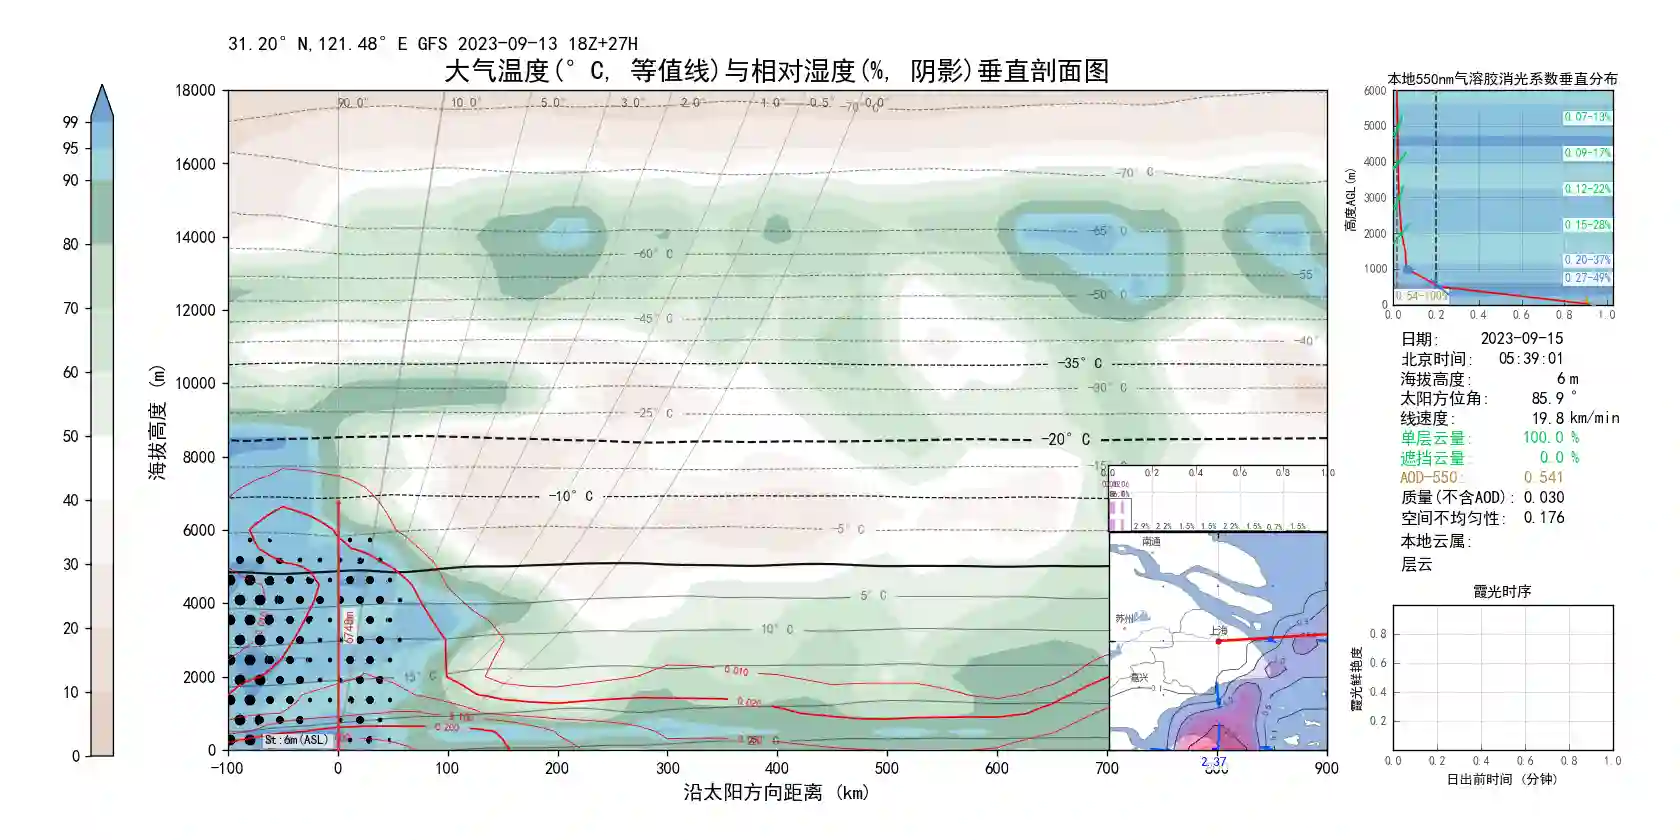 31.20° N,121.48° E GFS 2023-09-13 18Z+27H
大气温度(° C, 等值线)与相对湿度(%, 阴影)垂直剖面图
99
95
90
80
70
60
50
40
30
20
10
0
海拔高度 (m)
18000
16000
14000
12000
10000
8000
6000
4000
2000
0
90.0° 10.0° 5.0° 3.0° 2.0° 1.0° 0.5° -70° 0.0°
-70° C
-65° C
-60° C
-55°
-50° C
-45° C
-40°
-35° C
-30° C
-25° C
-20° C
-15°
-10° C
-5° C
5° C
10° C
15° C
6748m
0.010
0.020
0.200
St:6m(ASL)
-100 0 100 200 300 400 500 600 700 800 900
沿太阳方向距离 (km)
0.0 0.2 0.4 0.6 0.8 1.0
2.9% 2.2% 1.5% 1.5% 2.2% 1.5% 0.7% 1.5%
南通
苏州
上海
嘉兴
2.37
本地550nm气溶胶消光系数垂直分布
高度AGL(m)
6000
5000
4000
3000
2000
1000
0
0.07-13%
0.09-17%
0.12-22%
0.15-28%
0.20-37%
0.27-49%
0.54-100%
0.0 0.2 0.4 0.6 0.8 1.0
日期: 2023-09-15
北京时间: 05:39:01
海拔高度: 6 m
太阳方位角: 85.9 °
线速度: 19.8 km/min
单层云量: 100.0 %
遮挡云量: 0.0 %
AOD-550: 0.541
质量(不含AOD): 0.030
空间不均匀性: 0.176
本地云属:
层云
霞光时序
霞光鲜艳度
0.8
0.6
0.4
0.2
0.0 0.2 0.4 0.6 0.8 1.0
日出前时间 (分钟)